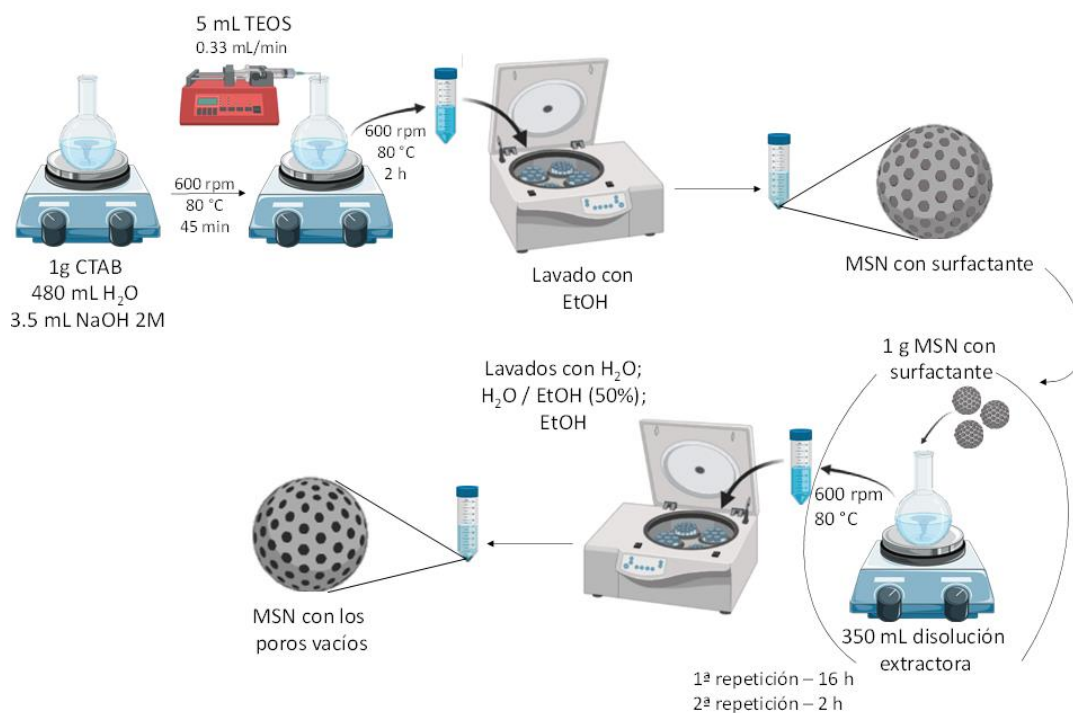 5 mL TEOS
0.33 mL/min
600 rpm
80 °C
45 min
1g CTAB
480 mL H₂O
3.5 mL NaOH 2M
600 rpm
80 °C
2 h
Lavado con
EtOH
MSN con surfactante
1 g MSN con
surfactante
600 rpm
80 °C
350 mL disolución
extractora
1ª repetición – 16 h
2ª repetición – 2 h
Lavados con H₂O;
H₂O / EtOH (50%);
EtOH
MSN con los
poros vacíos